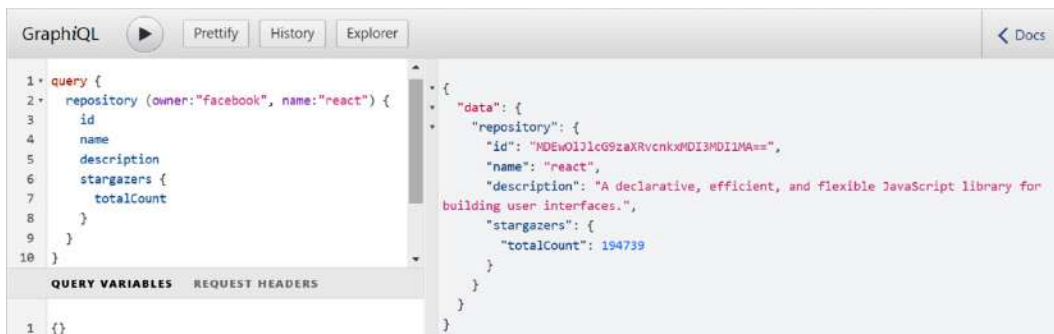 GraphiQL Prettify History Explorer < Docs
1 query {
2 repository (owner:"facebook", name:"react") {
3 id
4 name
5 description
6 stargazers {
7 totalCount
8 }
9 }
10 }
QUERY VARIABLES REQUEST HEADERS
1 {}
{
"data": {
"repository": {
"id": "MDEwOlJlcG9zaXRvcnkxMDI3MDI1MA==",
"name": "react",
"description": "A declarative, efficient, and flexible JavaScript library for
building user interfaces.",
"stargazers": {
"totalCount": 194739
}
}
}
}